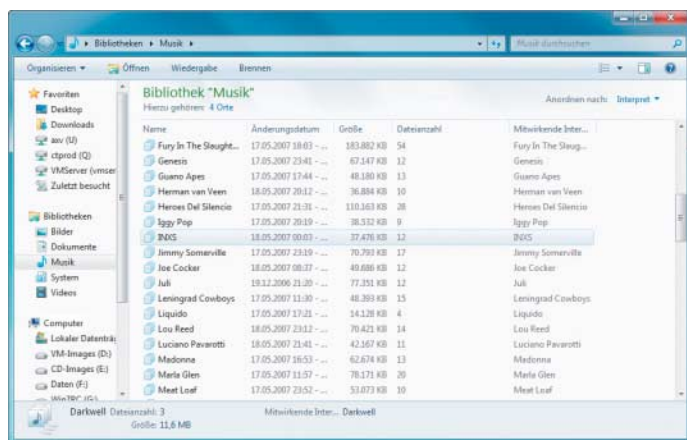 Bibliotheken ▸ Musik ▸
Musik durchsuchen
Organisieren Öffnen Wiedergabe Brennen
Favoriten
Desktop
Downloads
asv (U)
ctprod (Q)
VMServer (vmser
Zuletzt besucht
Bibliotheken
Bilder
Dokumente
Musik
System
Videos
Computer
Lokaler Datenträ
VM-Images (D:)
CD-Images (E:)
Daten (F:)
WinTRC (G:)
Bibliothek "Musik"
Hierzu gehören: 4 Orte
Anordnen nach: Interpret
Name Änderungsdatum Größe Dateianzahl Mitwirkende Inter...
Fury In The Slaught... 17.05.2007 18:03 - ... 183.882 KB 54 Fury In The Slaug...
Genesis 17.05.2007 23:41 - ... 67.147 KB 12 Genesis
Guano Apes 17.05.2007 17:44 - ... 48.180 KB 13 Guano Apes
Herman van Veen 18.05.2007 20:12 - ... 36.884 KB 10 Herman van Veen
Heroes Del Silencio 17.05.2007 21:31 - ... 110.163 KB 28 Heroes Del Silencio
Iggy Pop 17.05.2007 20:19 - ... 38.532 KB 9 Iggy Pop
INXS 18.05.2007 00:03 - ... 37.476 KB 12 INXS
Jimmy Somerville 17.05.2007 23:19 - ... 70.793 KB 17 Jimmy Somerville
Joe Cocker 18.05.2007 08:37 - ... 49.686 KB 12 Joe Cocker
Juli 19.12.2006 21:20 - ... 77.351 KB 12 Juli
Leningrad Cowboys 17.05.2007 11:30 - ... 48.393 KB 15 Leningrad Cowboys
Liquido 17.05.2007 17:21 - ... 14.128 KB 4 Liquido
Lou Reed 18.05.2007 23:12 - ... 70.421 KB 14 Lou Reed
Luciano Pavarotti 18.05.2007 21:41 - ... 42.167 KB 11 Luciano Pavarotti
Madonna 17.05.2007 16:53 - ... 62.674 KB 13 Madonna
Marla Glen 17.05.2007 11:57 - ... 78.171 KB 20 Marla Glen
Meat Loaf 17.05.2007 23:52 - ... 53.073 KB 10 Meat Loaf
Darkwell Dateianzahl: 3 Mitwirkende Inter... Darkwell
Größe: 11,6 MB